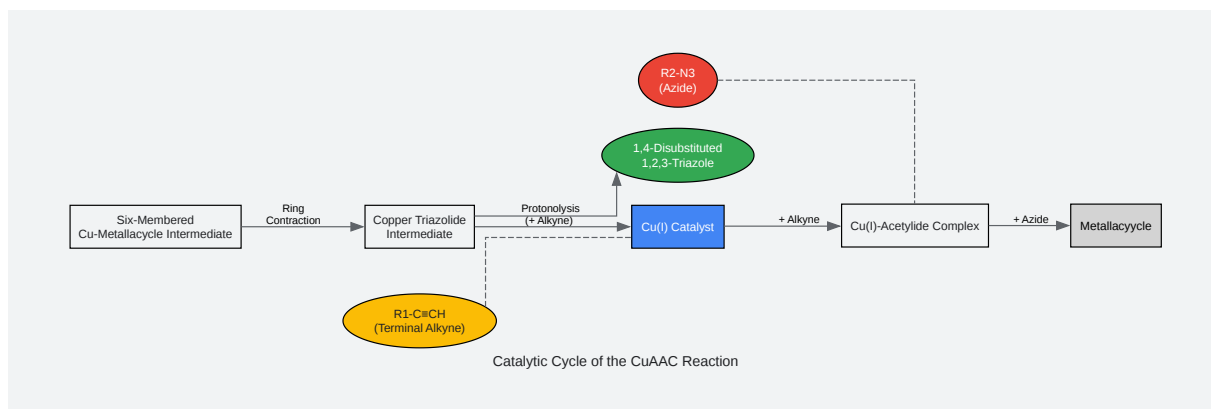 R2-N3
(Azide)
1,4-Disubstituted
1,2,3-Triazole
Six-Membered
Cu-Metallacycle Intermediate
Ring
Contraction
Copper Triazolide
Intermediate
Protonolysis
(+ Alkyne)
Cu(I) Catalyst
+ Alkyne
Cu(I)-Acetylide Complex
+ Azide
Metallacyycle
R1-C≡CH
(Terminal Alkyne)
Catalytic Cycle of the CuAAC Reaction